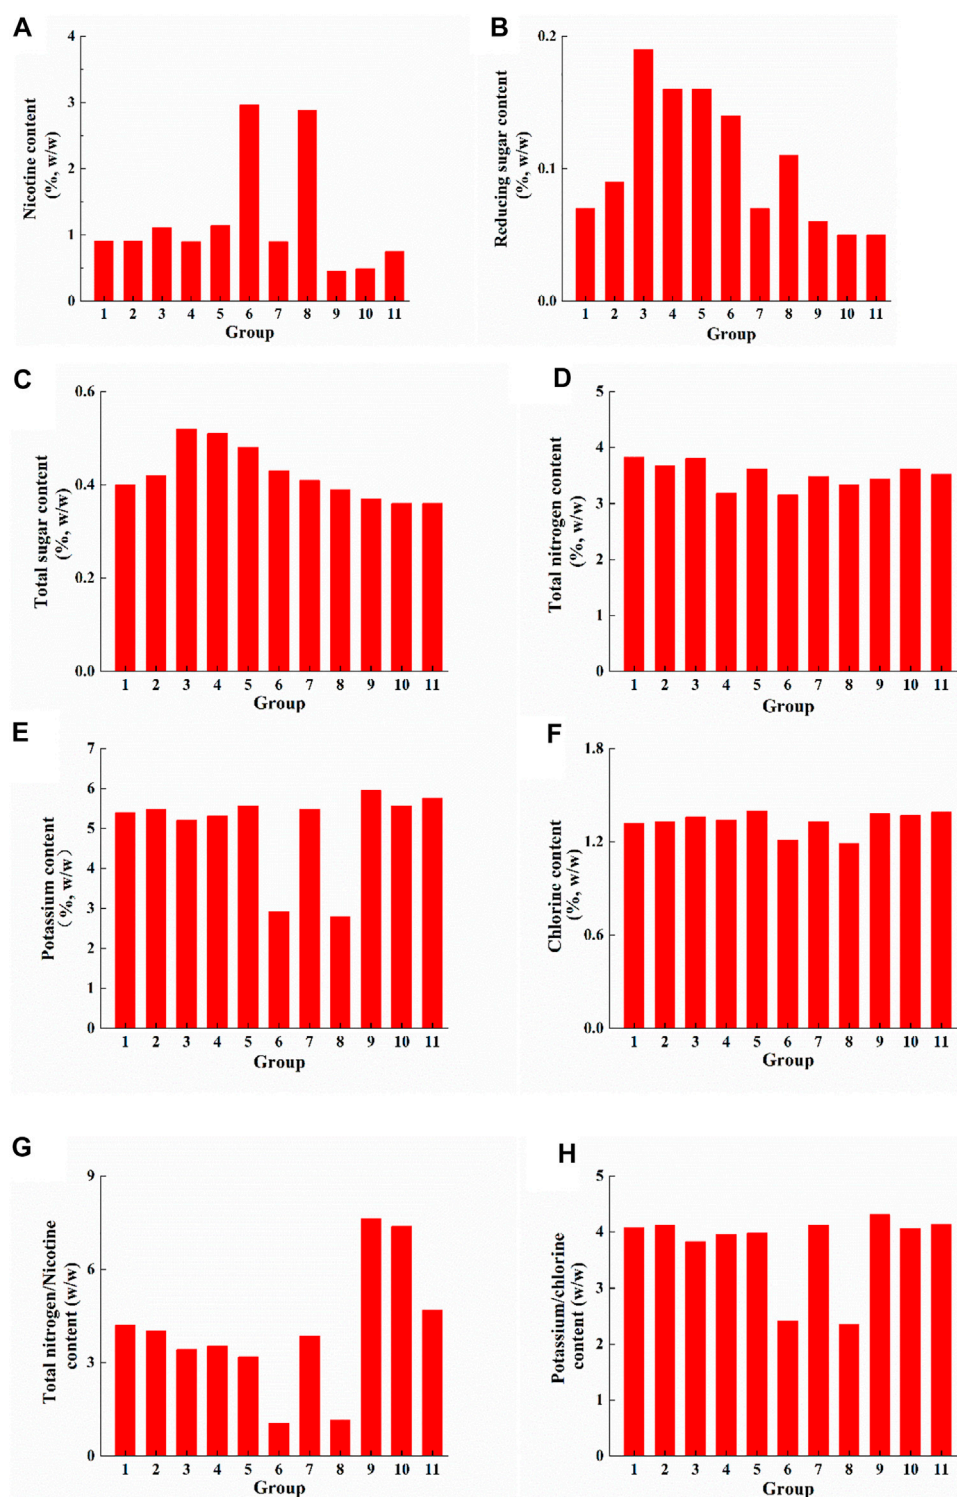 A
Nicotine content
(%, w/w)
4
3
2
1
0
1 2 3 4 5 6 7 8 9 10 11
Group
B
Reducing sugar content
(%, w/w)
0.2
0.1
0.0
1 2 3 4 5 6 7 8 9 10 11
Group
C
Total sugar content
(%, w/w)
0.6
0.4
0.2
0.0
1 2 3 4 5 6 7 8 9 10 11
Group
D
Total nitrogen content
(%, w/w)
5
4
3
2
1
0
1 2 3 4 5 6 7 8 9 10 11
Group
E
Potassium content
(%, w/w)
7
6
5
4
3
2
1
0
1 2 3 4 5 6 7 8 9 10 11
Group
F
Chlorine content
(%, w/w)
1.8
1.2
0.6
0.0
1 2 3 4 5 6 7 8 9 10 11
Group
G
Total nitrogen/Nicotine
content (w/w)
9
6
3
0
1 2 3 4 5 6 7 8 9 10 11
Group
H
Potassium/chlorine
content (w/w)
5
4
3
2
1
0
1 2 3 4 5 6 7 8 9 10 11
Group